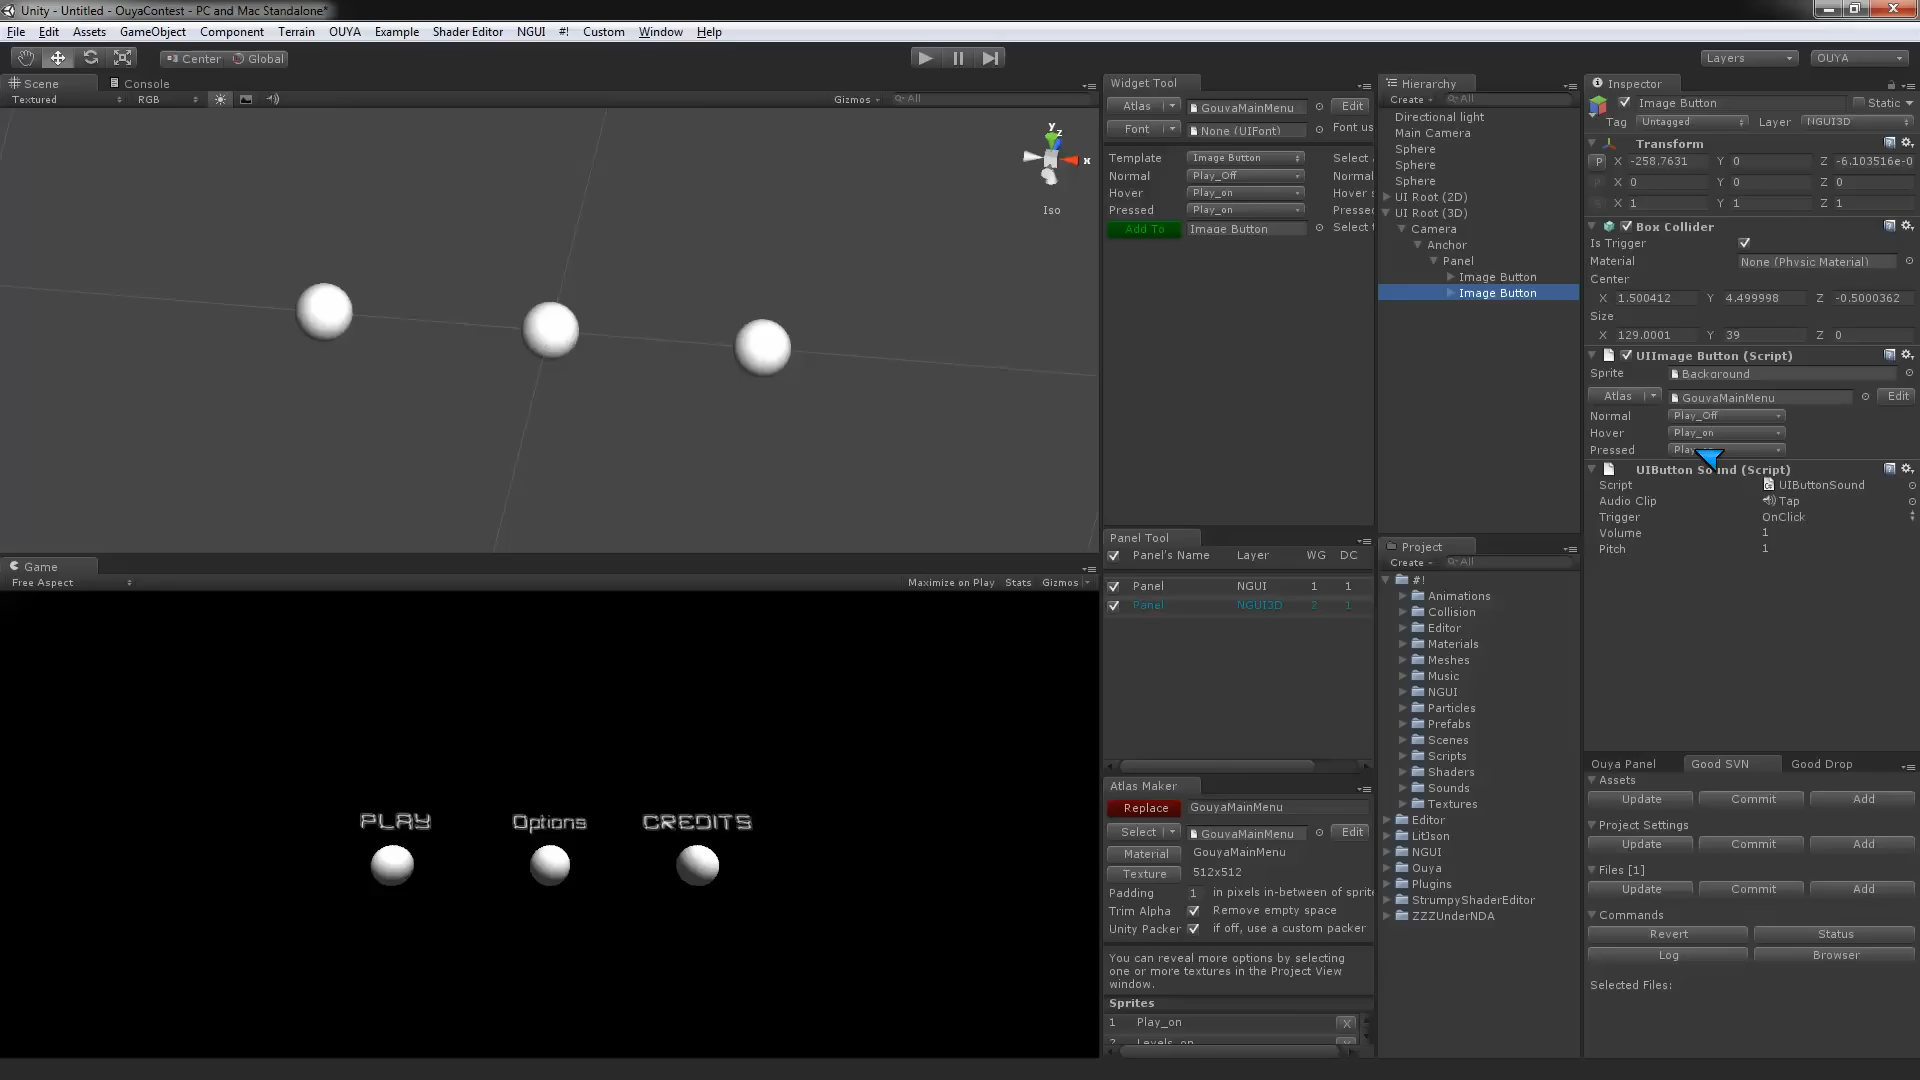 Unity - Untitled - OuyaContest - PC and Mac Standalone*
File Edit Assets GameObject Component Terrain OUYA Example Shader Editor NGUI #! Custom Window Help
Center Global
Layers OUYA
Scene Console
Textured RGB Gizmos All
y z x
Iso
Game
Free Aspect Maximize on Play Stats Gizmos
PLAY Options CREDITS
Widget Tool
Atlas GouyaMainMenu Edit
Font None (UIFont) Font us
Template Image Button Select
Normal Play_Off Normal
Hover Play_on Hover s
Pressed Play_on Presse
Add To Image Button Select t
Panel Tool
Panel's Name Layer WG DC
Panel NGUI 1 1
Panel NGUI3D 2 1
Atlas Maker
Replace GouyaMainMenu
Select GouyaMainMenu Edit
Material GouyaMainMenu
Texture 512x512
Padding 1 in pixels in-between of sprite
Trim Alpha Remove empty space
Unity Packer if off, use a custom packer
You can reveal more options by selecting
one or more textures in the Project View
window.
Sprites
1 Play_on X
2 Levels_on
Hierarchy
Create All
Directional light
Main Camera
Sphere
Sphere
Sphere
UI Root (2D)
UI Root (3D)
Camera
Anchor
Panel
Image Button
Image Button
Project
Create All
#!
Animations
Collision
Editor
Materials
Meshes
Music
NGUI
Particles
Prefabs
Scenes
Scripts
Shaders
Sounds
Textures
Editor
LitJson
NGUI
Ouya
Plugins
StrumpyShaderEditor
ZZZUnderNDA
Inspector
Image Button Static
Tag Untagged Layer NGUI3D
Transform
P X -258.7631 Y 0 Z -6.103516e-0
X 0 Y 0 Z 0
X 1 Y 1 Z 1
Box Collider
Is Trigger
Material None (Physic Material)
Center
X 1.500412 Y 4.499998 Z -0.5000362
Size
X 129.0001 Y 39 Z 0
UIImage Button (Script)
Sprite Background
Atlas GouyaMainMenu Edit
Normal Play_Off
Hover Play_on
Pressed
UIButton Sound (Script)
Script UIButtonSound
Audio Clip Tap
Trigger OnClick
Volume 1
Pitch 1
Ouya Panel Good SVN Good Drop
Assets
Update Commit Add
Project Settings
Update Commit Add
Files [1]
Update Commit Add
Commands
Revert Status
Log Browser
Selected Files: